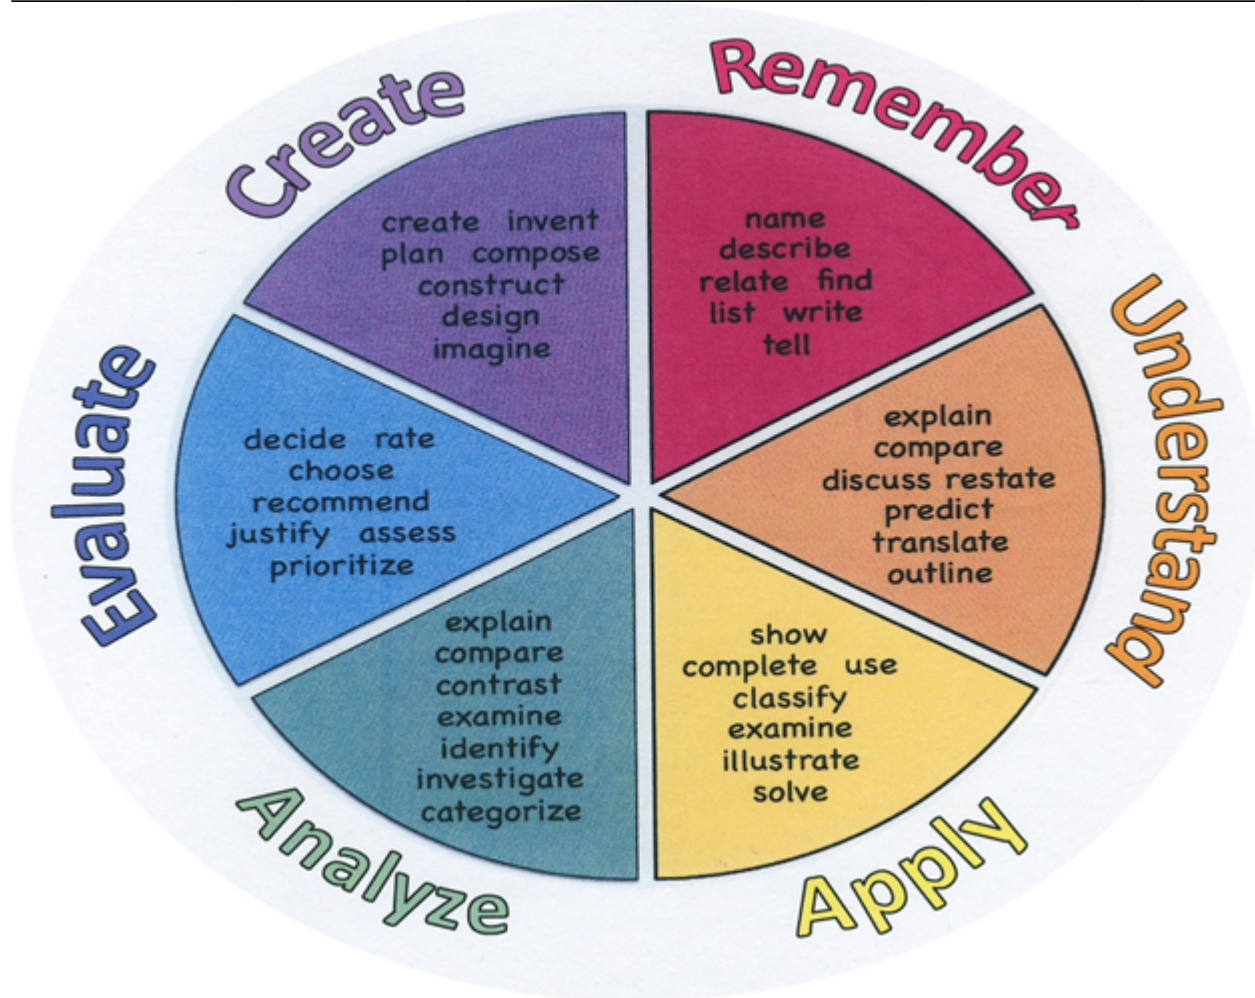 Remember
name
describe
relate find
list write
tell
Understand
explain
compare
discuss restate
predict
translate
outline
Apply
show
complete use
classify
examine
illustrate
solve
Analyze
explain
compare
contrast
examine
identify
investigate
categorize
Evaluate
decide rate
choose
recommend
justify assess
prioritize
Create
create invent
plan compose
construct
design
imagine